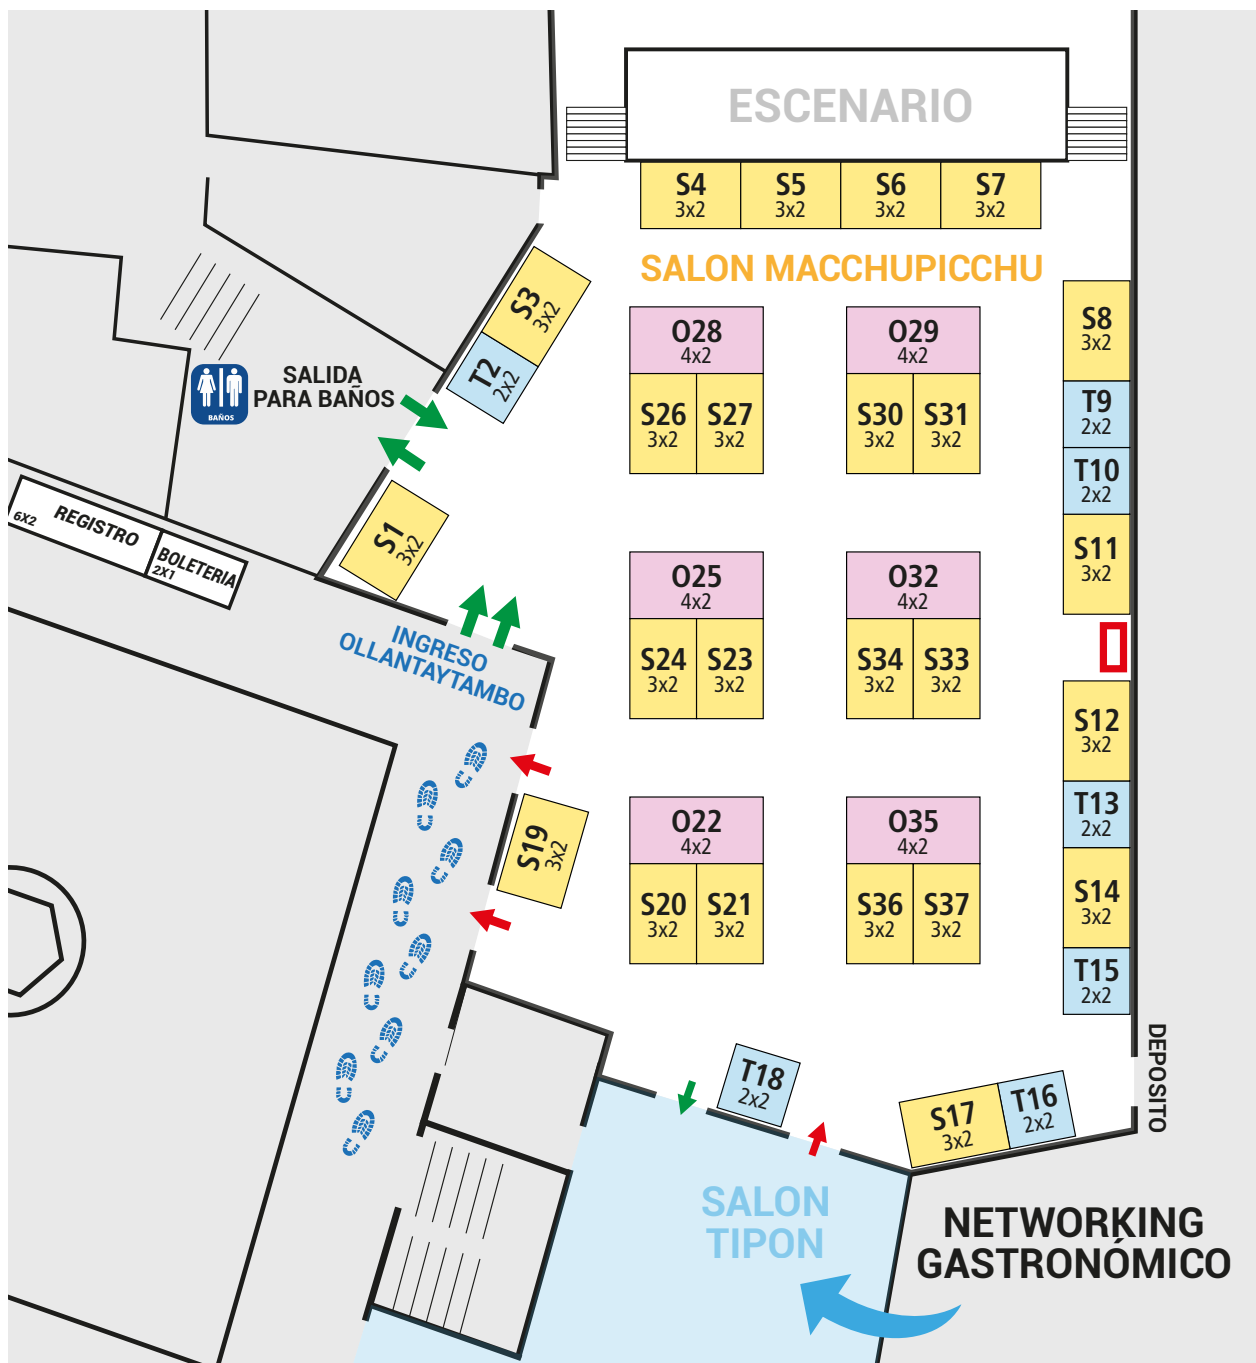 ESCENARIO
S4
3x2
S5
3x2
S6
3x2
S7
3x2
SALON MACCHUPICCHU
S3
3x2
T2
2x2
SALIDA
PARA BAÑOS
BAÑOS
S1
3x2
REGISTRO
6X2
BOLETERIA
2X1
INGRESO
OLLANTAYTAMBO
O28
4x2
S26
3x2
S27
3x2
O29
4x2
S30
3x2
S31
3x2
S8
3x2
T9
2x2
T10
2x2
S11
3x2
O25
4x2
S24
3x2
S23
3x2
O32
4x2
S34
3x2
S33
3x2
S12
3x2
T13
2x2
S14
3x2
T15
2x2
S19
3x2
O22
4x2
S20
3x2
S21
3x2
O35
4x2
S36
3x2
S37
3x2
DEPOSITO
T18
2x2
S17
3x2
T16
2x2
SALON
TIPON
NETWORKING
GASTRONÓMICO